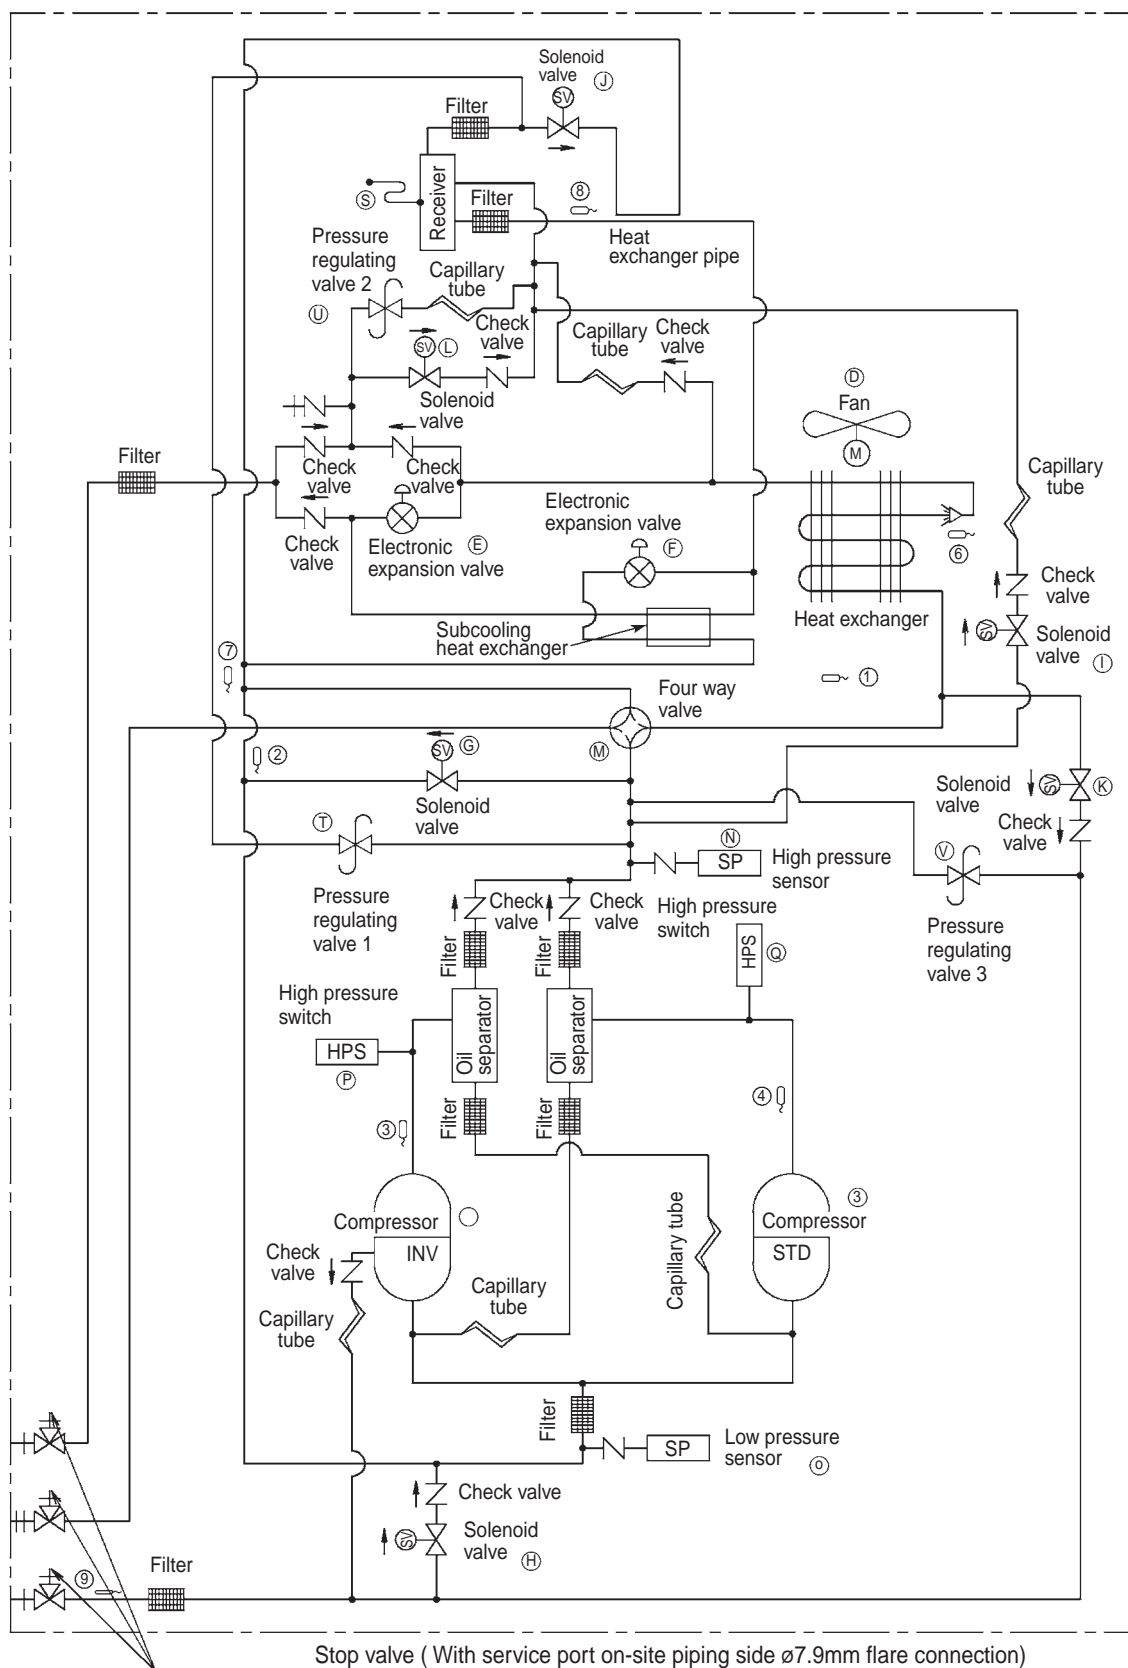 Solenoid
valve
J
SV
Filter
Receiver
S
Filter
8
Heat
exchanger pipe
Pressure
regulating
valve 2
U
Capillary
tube
Check
valve
SV
L
Solenoid
valve
Capillary
tube
Check
valve
D
Fan
M
Filter
Check
valve
Check
valve
Capillary
tube
Check
valve
Electronic
expansion valve
E
Electronic
expansion valve
F
6
Heat exchanger
Check
valve
SV
Solenoid
valve
I
Subcooling
heat exchanger
7
1
Four way
valve
M
2
SV
G
Solenoid
valve
Solenoid
valve
SV
K
Check
valve
T
Pressure
regulating
valve 1
N
SP
High pressure
sensor
V
Pressure
regulating
valve 3
Check
valve
Check
valve
High pressure
switch
HPS
Q
Filter
Filter
High pressure
switch
HPS
P
Oil
separator
Oil
separator
3
4
Filter
Filter
Compressor
INV
3
Compressor
STD
Check
valve
Capillary
tube
Capillary
tube
Capillary tube
Filter
SP
Low pressure
sensor
o
Check valve
SV
Solenoid
valve
H
9
Filter
Stop valve ( With service port on-site piping side ø7.9mm flare connection)